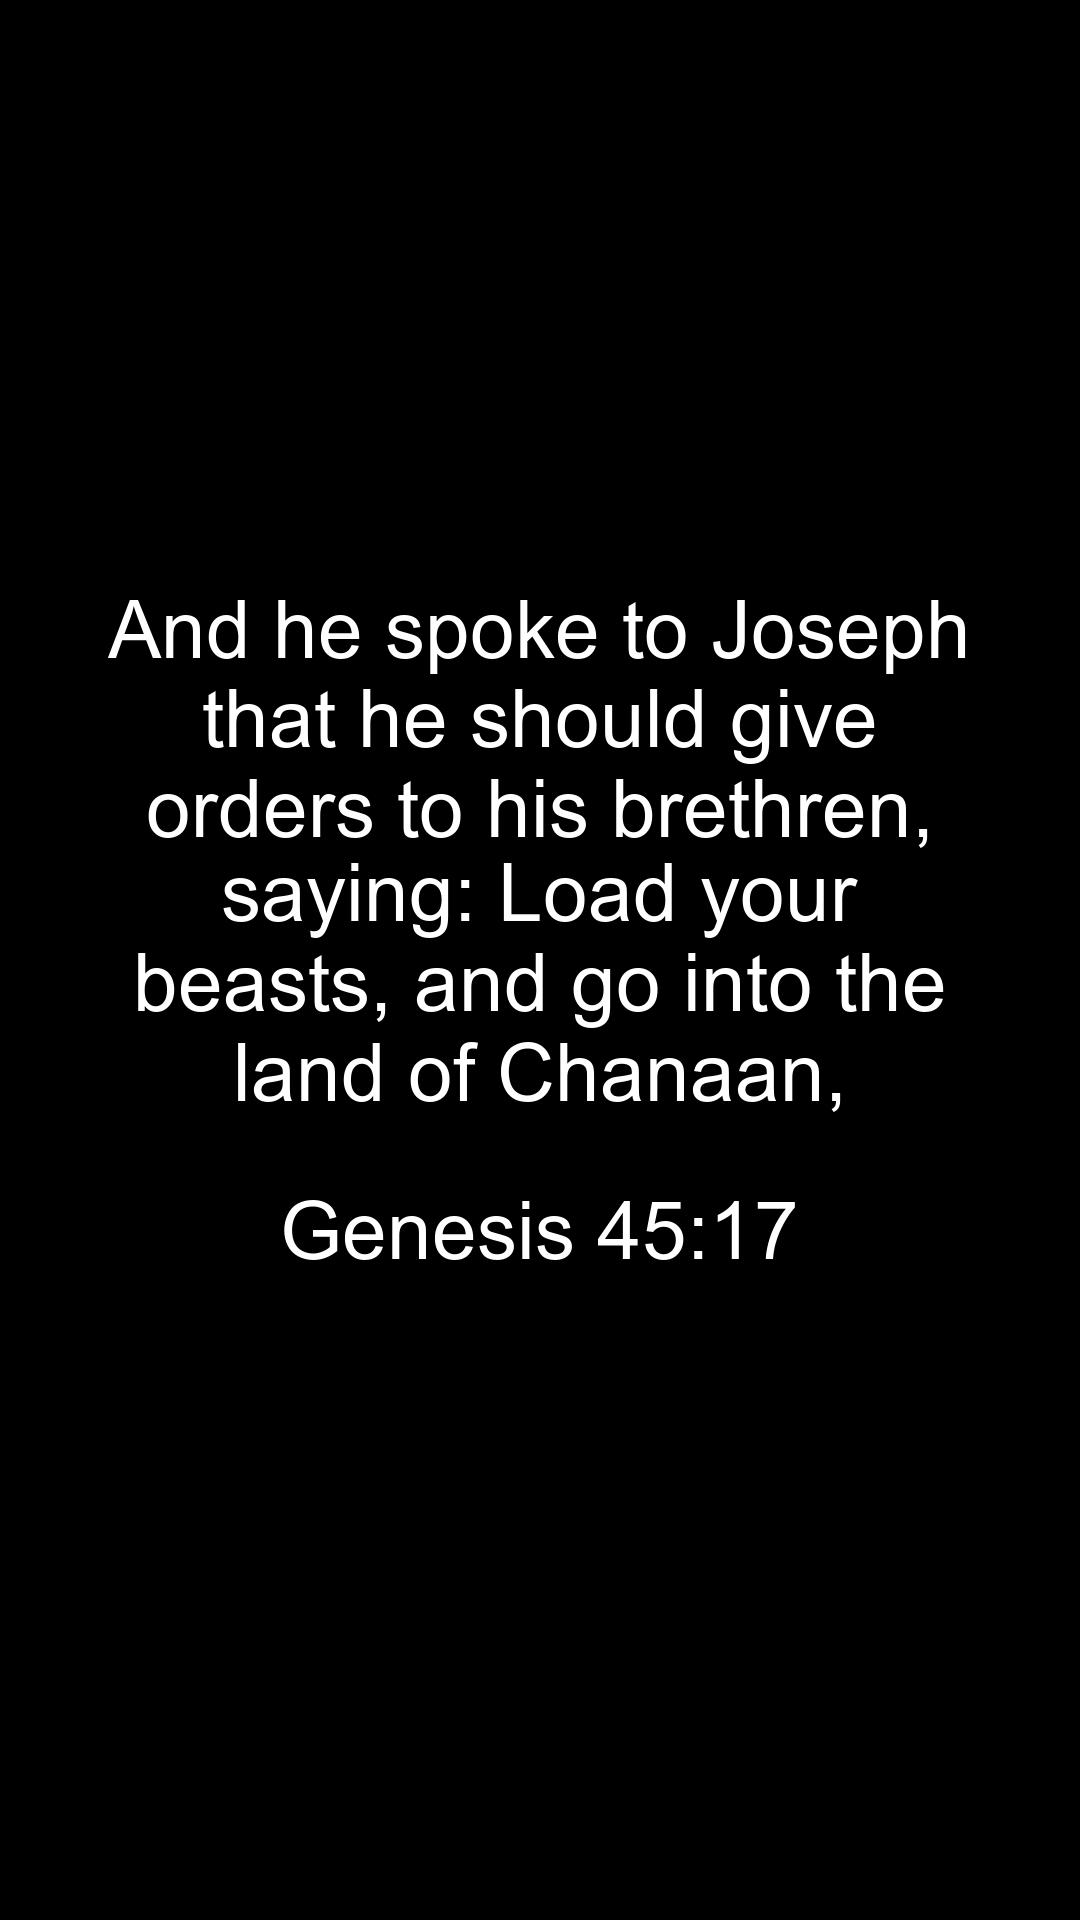 And he spoke to Joseph
that he should give
orders to his brethren,
saying: Load your
beasts, and go into the
land of Chanaan,
Genesis 45:17